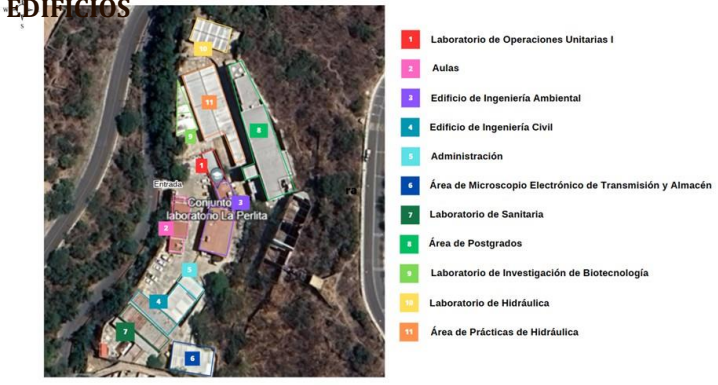 EDIFICIOS
10
11
8
9
1
Entrada
3
Conjunto
laboratorio La Perlita
2
5
4
7
6
ra
1 Laboratorio de Operaciones Unitarias I
2 Aulas
3 Edificio de Ingeniería Ambiental
4 Edificio de Ingeniería Civil
5 Administración
6 Área de Microscopio Electrónico de Transmisión y Almacén
7 Laboratorio de Sanitaria
8 Área de Postgrados
9 Laboratorio de Investigación de Biotecnología
10 Laboratorio de Hidráulica
11 Área de Prácticas de Hidráulica